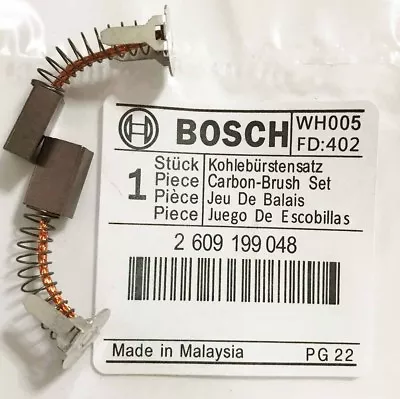 BOSCH
WH005
FD:402
1
Stück Kohlebürstensatz
Piece Carbon-Brush Set
Pièce Jeu De Balais
Piece Juego De Escobillas
2 609 199 048
Made in Malaysia PG 22